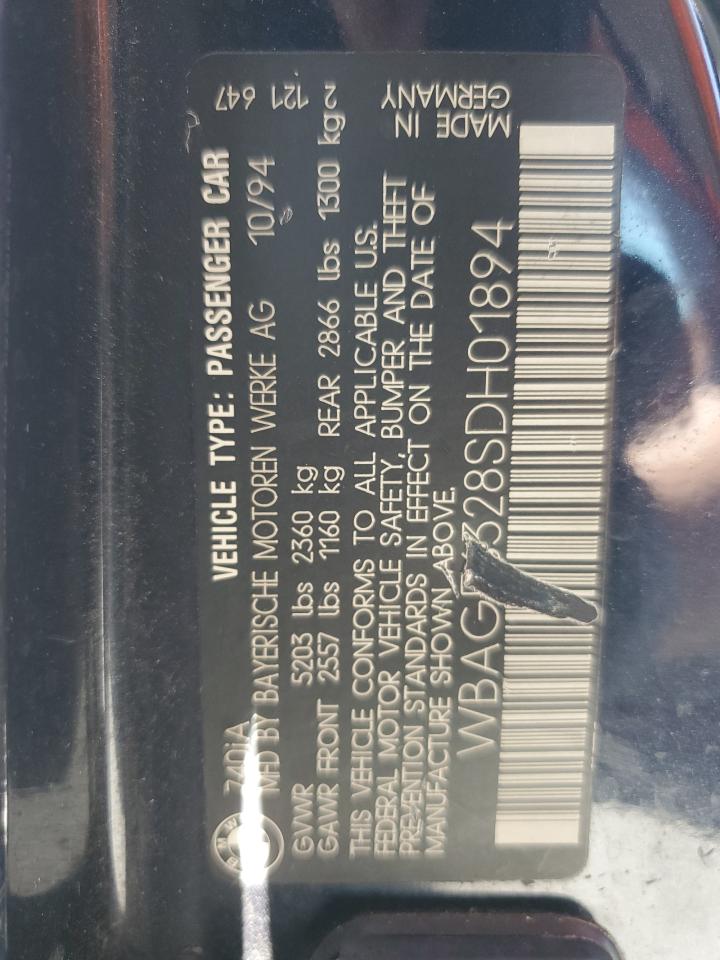 VEHICLE TYPE: PASSENGER CAR 647
740iA
MFD BY BAYERISCHE MOTOREN WERKE AG 10/94 121
GVWR 5203 lbs 2360 kg
GAWR FRONT 2557 lbs 1160 kg REAR 2866 lbs 1300 kg 2
THIS VEHICLE CONFORMS TO ALL APPLICABLE U.S.
FEDERAL MOTOR VEHICLE SAFETY, BUMPER AND THEFT
PREVENTION STANDARDS IN EFFECT ON THE DATE OF
MANUFACTURE SHOWN ABOVE.
MADE IN
GERMANY